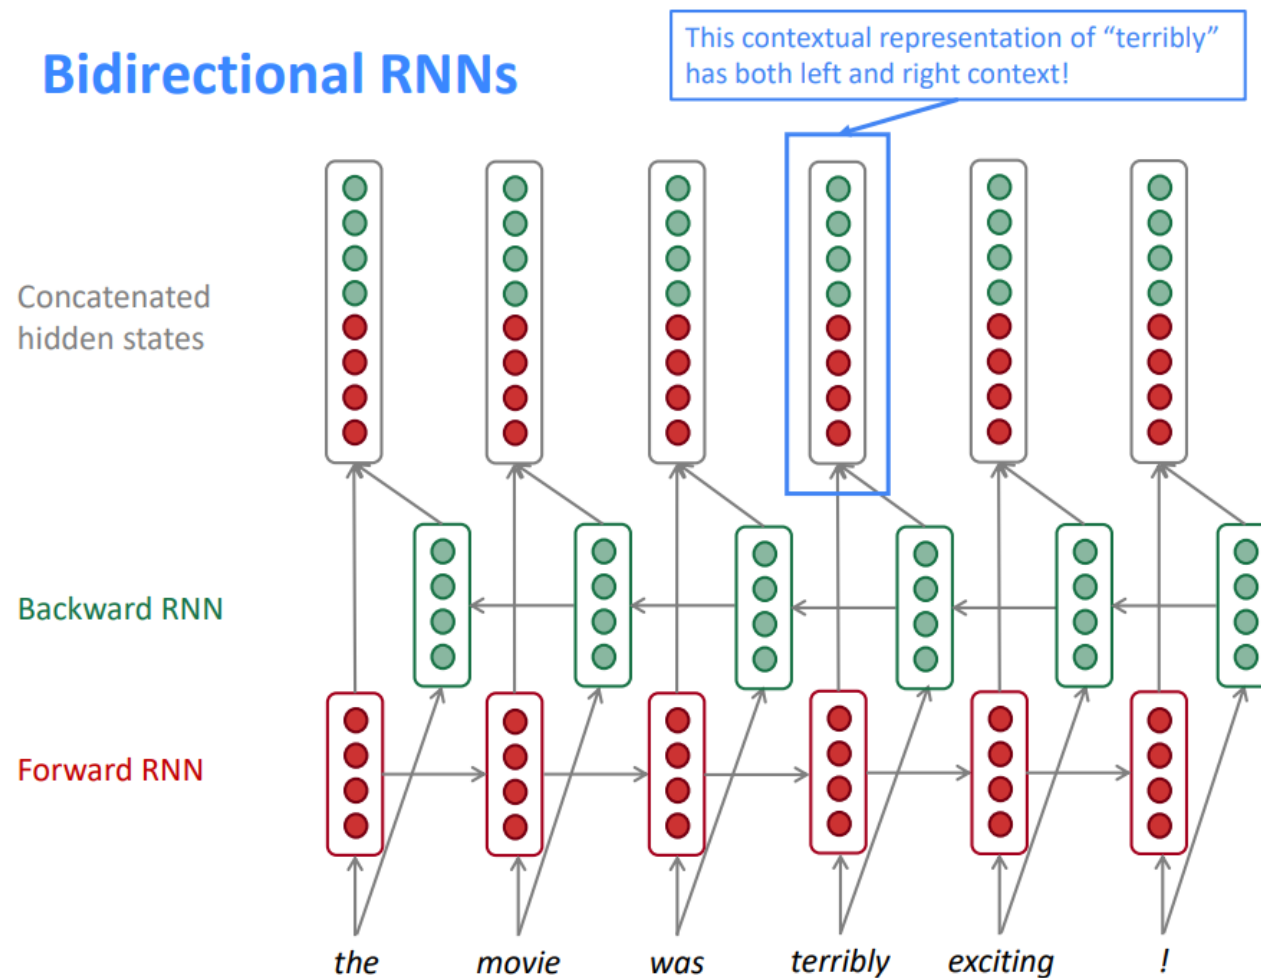 Bidirectional RNNs
This contextual representation of “terribly”
has both left and right context!
Concatenated
hidden states
Backward RNN
Forward RNN
the movie was terribly exciting !